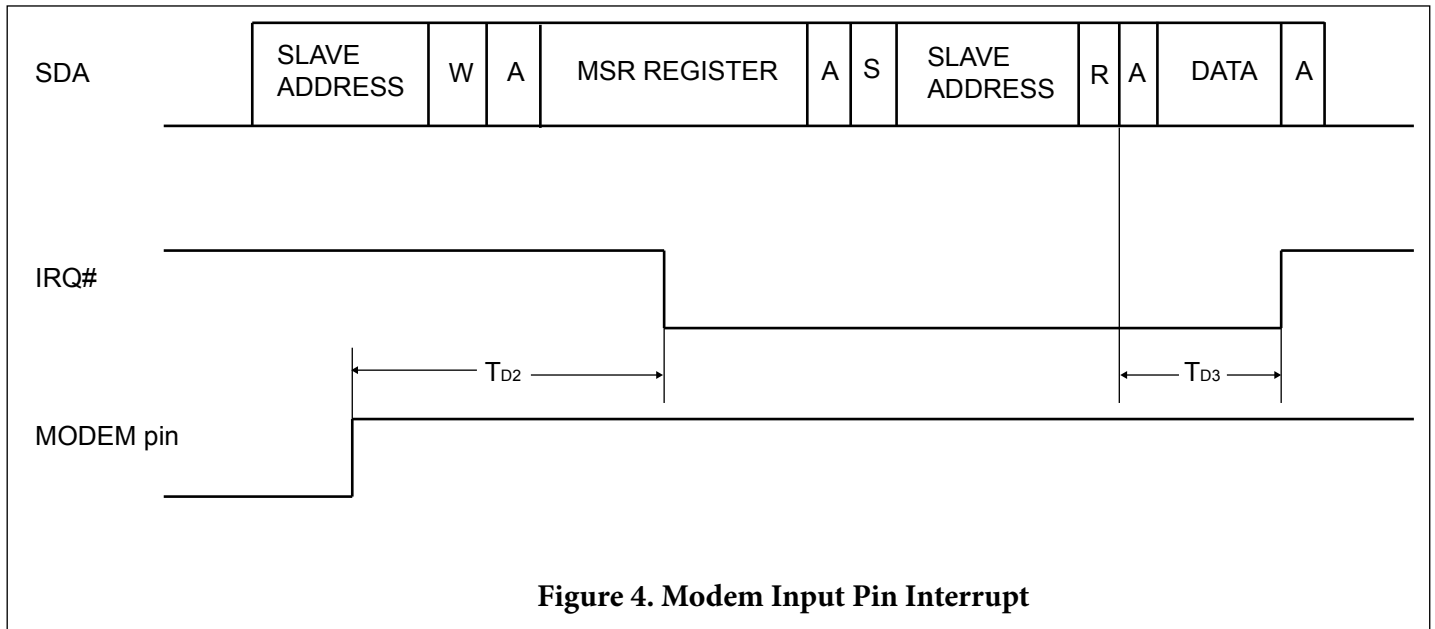 SDA
SLAVE
ADDRESS
W
A
MSR REGISTER
A
S
SLAVE
ADDRESS
R
A
DATA
A
IRQ#
TD2
TD3
MODEM pin
Figure 4. Modem Input Pin Interrupt